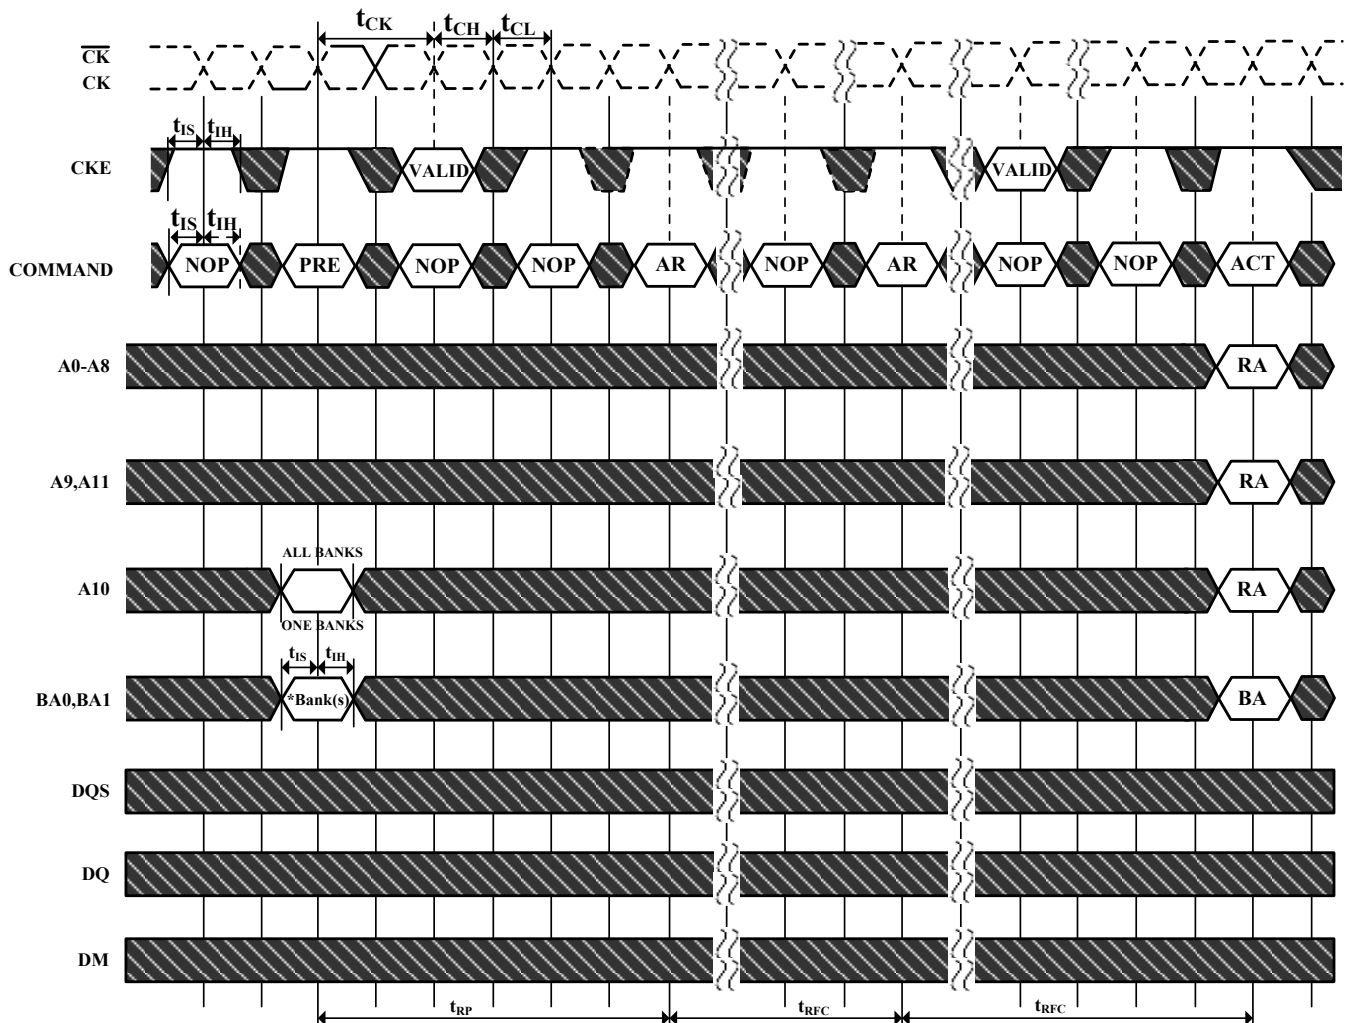 tCK tCH tCL
CK
CK
tIS tIH
CKE VALID VALID
tIS tIH
COMMAND NOP PRE NOP NOP AR NOP AR NOP NOP ACT
A0-A8 RA
A9,A11 RA
ALL BANKS
A10 RA
ONE BANKS
tIS tIH
BA0,BA1 *Bank(s) BA
DQS
DQ
DM
tRP tRFC tRFC